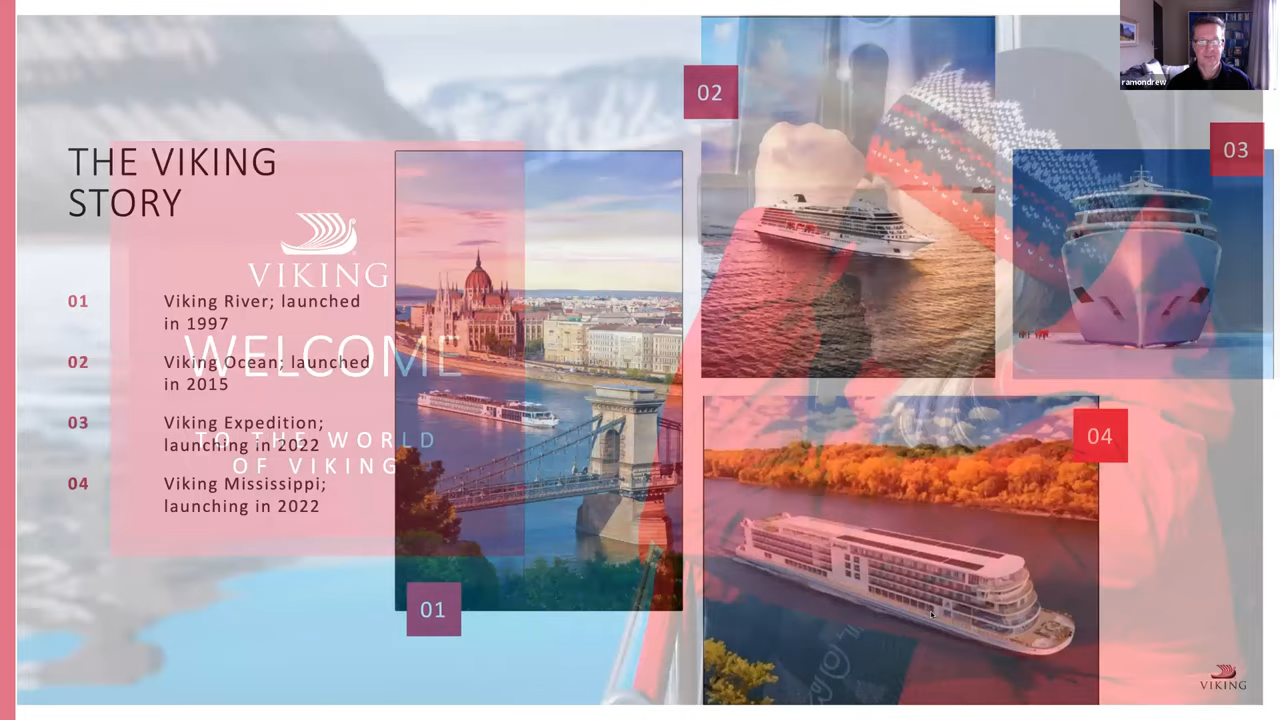 ramondrew
THE VIKING
STORY
VIKING
WELCOME
TO THE WORLD
OF VIKING
01
Viking River; launched
in 1997
02
Viking Ocean; launched
in 2015
03
Viking Expedition;
launching in 2022
04
Viking Mississippi;
launching in 2022
01
02
03
04
VIKING